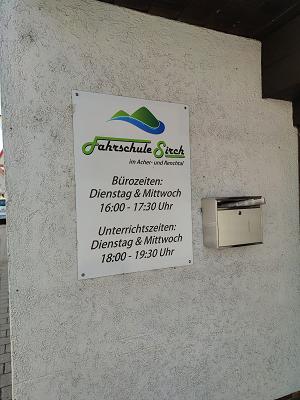 Fahrschule Sirch
im Acher- und Renchtal
Bürozeiten:
Dienstag & Mittwoch
16:00 - 17:30 Uhr
Unterrichtszeiten:
Dienstag & Mittwoch
18:00 - 19:30 Uhr